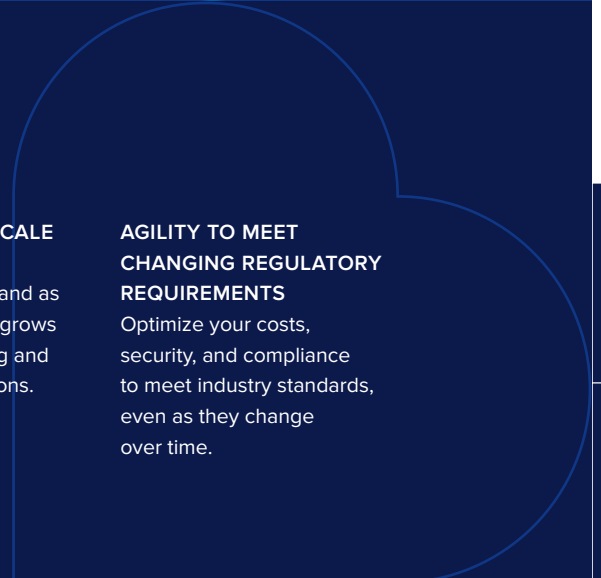 CALE
and as
grows
g and
ons.
AGILITY TO MEET
CHANGING REGULATORY
REQUIREMENTS
Optimize your costs,
security, and compliance
to meet industry standards,
even as they change
over time.